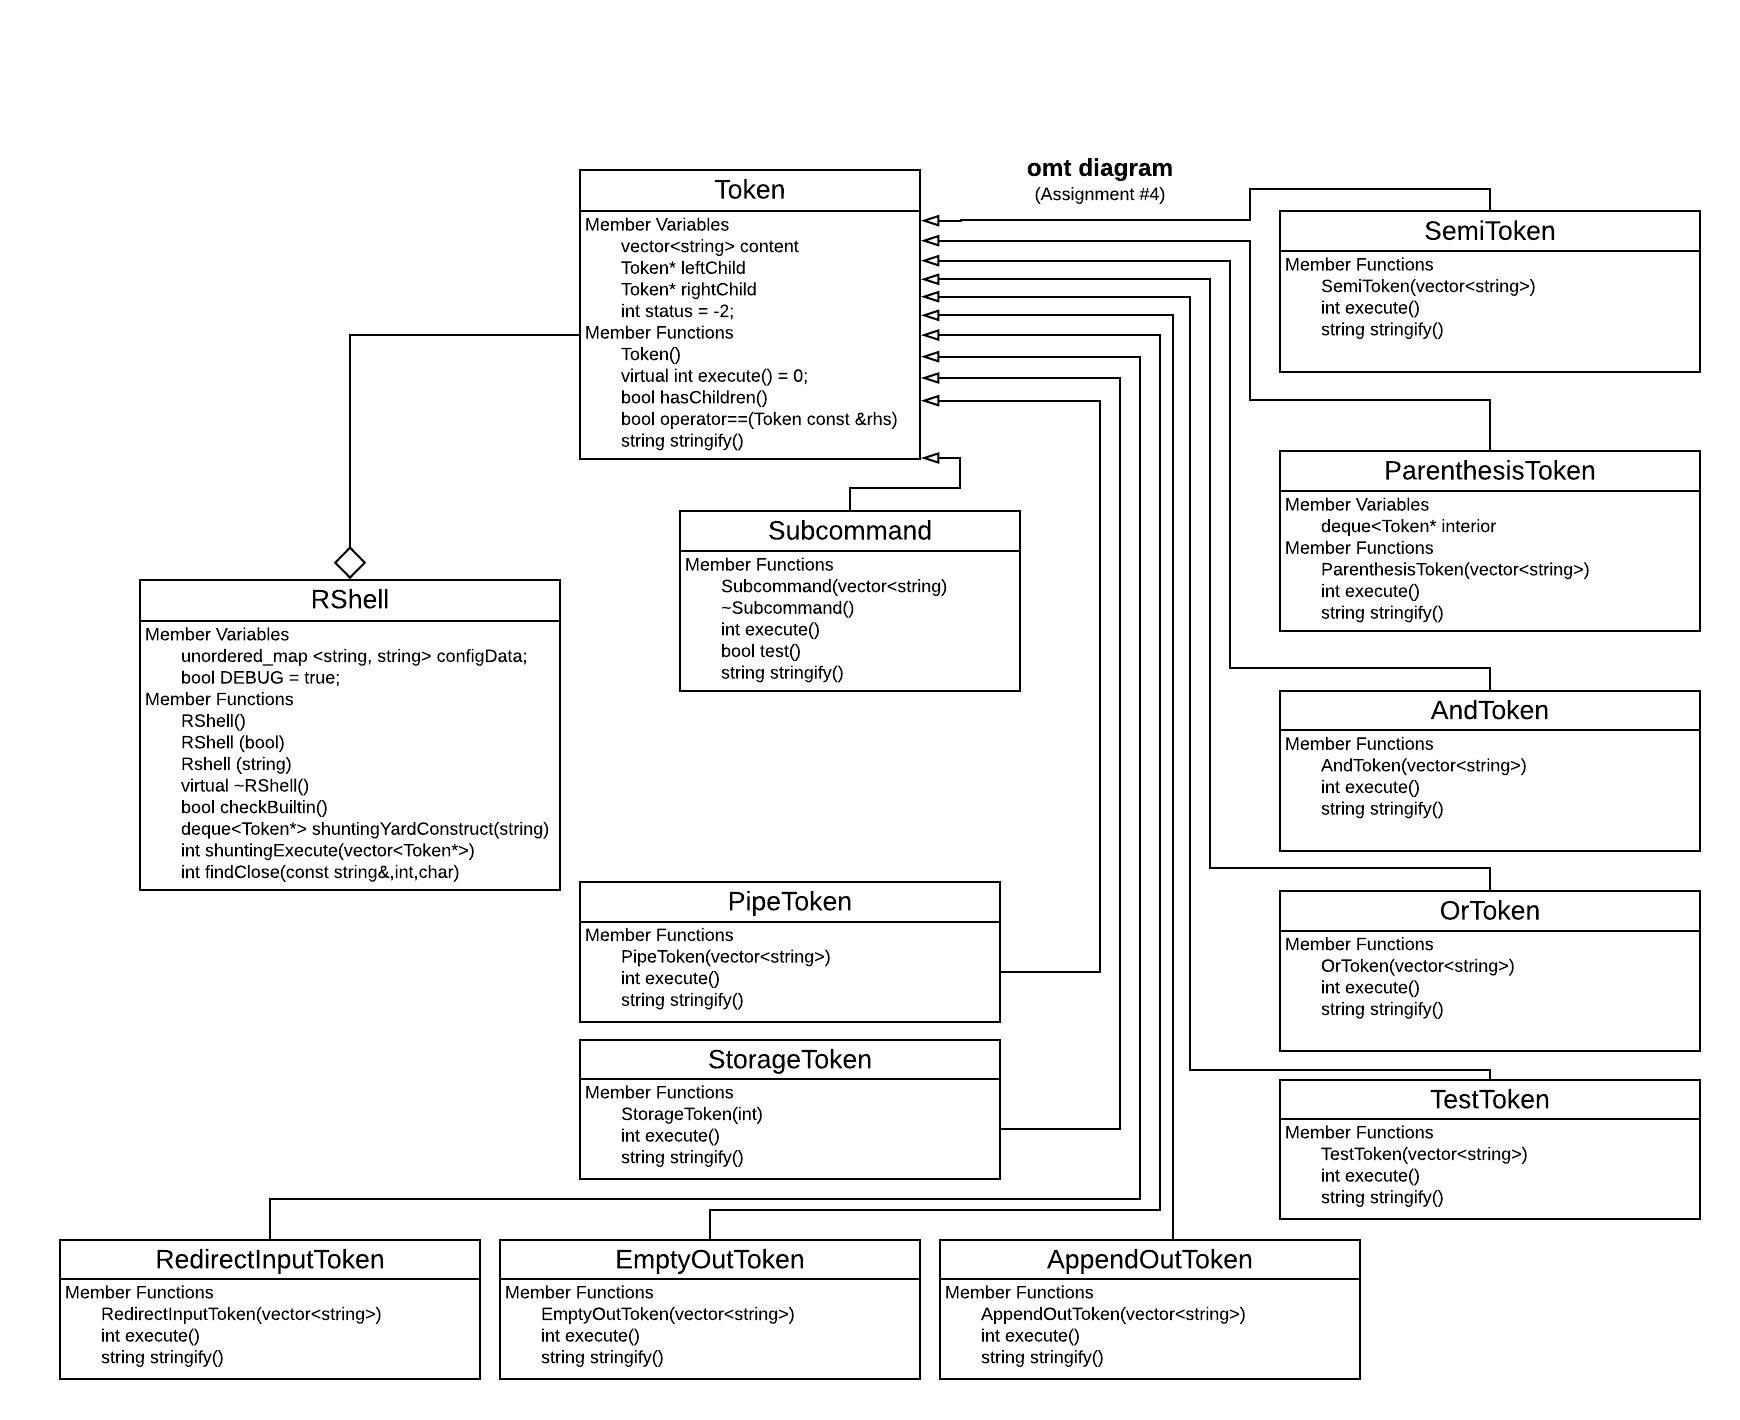 omt diagram
(Assignment #4)
Token
Member Variables
vector<string> content
Token* leftChild
Token* rightChild
int status = -2;
Member Functions
Token()
virtual int execute() = 0;
bool hasChildren()
bool operator==(Token const &rhs)
string stringify()
SemiToken
Member Functions
SemiToken(vector<string>)
int execute()
string stringify()
ParenthesisToken
Member Variables
deque<Token* interior
Member Functions
ParenthesisToken(vector<string>)
int execute()
string stringify()
Subcommand
Member Functions
Subcommand(vector<string)
~Subcommand()
int execute()
bool test()
string stringify()
RShell
Member Variables
unordered_map <string, string> configData;
bool DEBUG = true;
Member Functions
RShell()
RShell (bool)
Rshell (string)
virtual ~RShell()
bool checkBuiltin()
deque<Token*> shuntingYardConstruct(string)
int shuntingExecute(vector<Token*>)
int findClose(const string&,int,char)
AndToken
Member Functions
AndToken(vector<string>)
int execute()
string stringify()
PipeToken
Member Functions
PipeToken(vector<string>)
int execute()
string stringify()
OrToken
Member Functions
OrToken(vector<string>)
int execute()
string stringify()
StorageToken
Member Functions
StorageToken(int)
int execute()
string stringify()
TestToken
Member Functions
TestToken(vector<string>)
int execute()
string stringify()
RedirectInputToken
Member Functions
RedirectInputToken(vector<string>)
int execute()
string stringify()
EmptyOutToken
Member Functions
EmptyOutToken(vector<string>)
int execute()
string stringify()
AppendOutToken
Member Functions
AppendOutToken(vector<string>)
int execute()
string stringify()